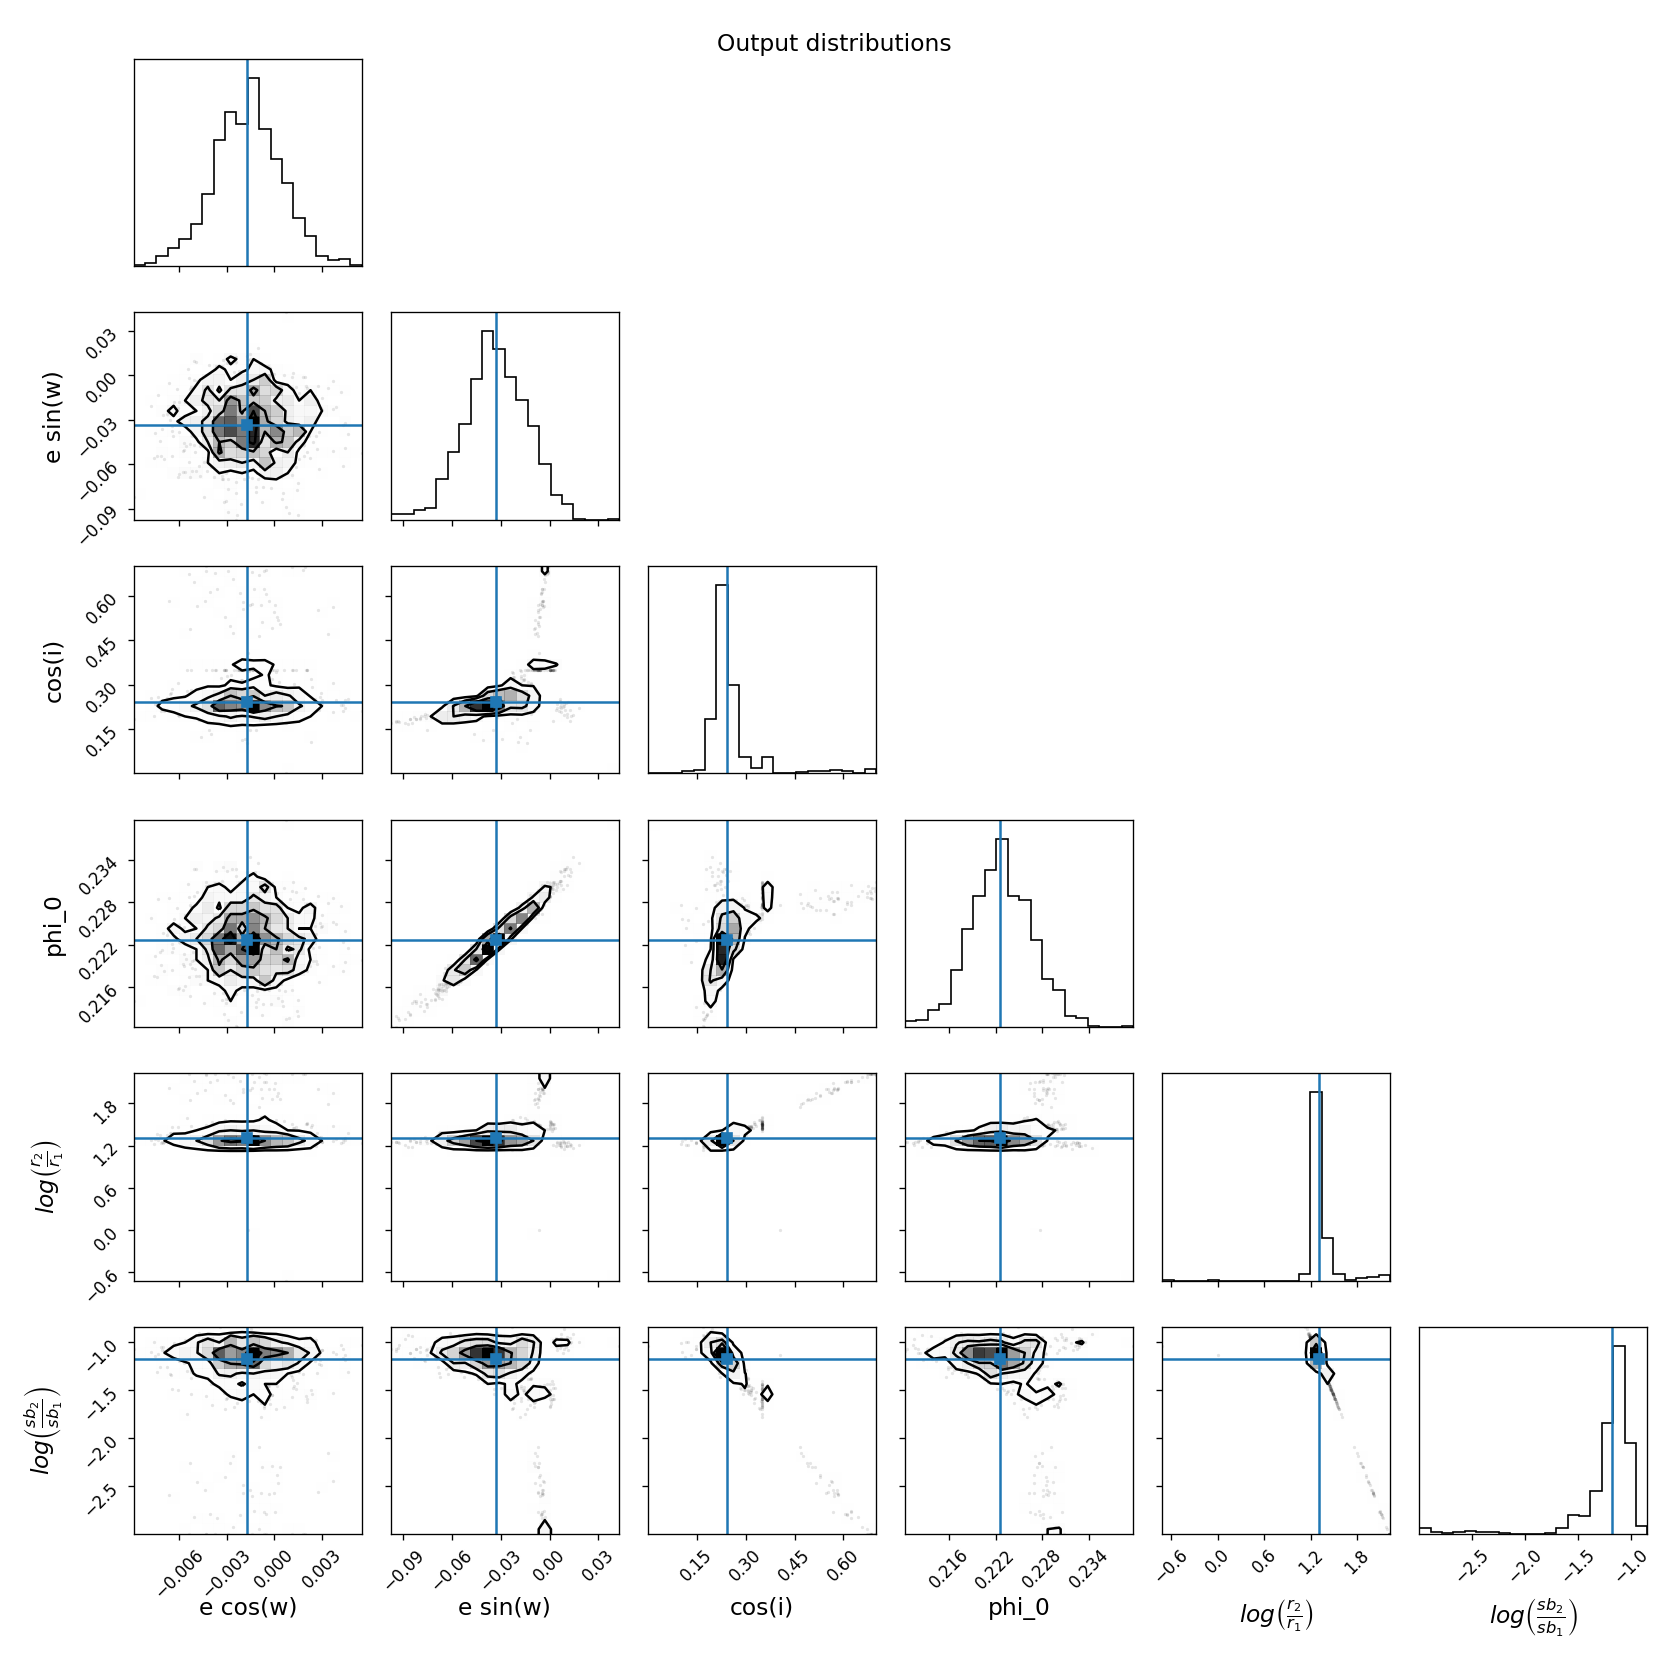 Output distributions
e sin(w)
0.03
0.00
−0.03
−0.06
−0.09
cos(i)
0.60
0.45
0.30
0.15
phi_0
0.234
0.228
0.222
0.216
log(r₂/r₁)
1.8
1.2
0.6
0.0
−0.6
log(sb₂/sb₁)
−1.0
−1.5
−2.0
−2.5
−0.006 −0.003 0.000 0.003
e cos(w)
−0.09 −0.06 −0.03 0.00 0.03
e sin(w)
0.15 0.30 0.45 0.60
cos(i)
0.216 0.222 0.228 0.234
phi_0
−0.6 0.0 0.6 1.2 1.8
log(r₂/r₁)
−2.5 −2.0 −1.5 −1.0
log(sb₂/sb₁)